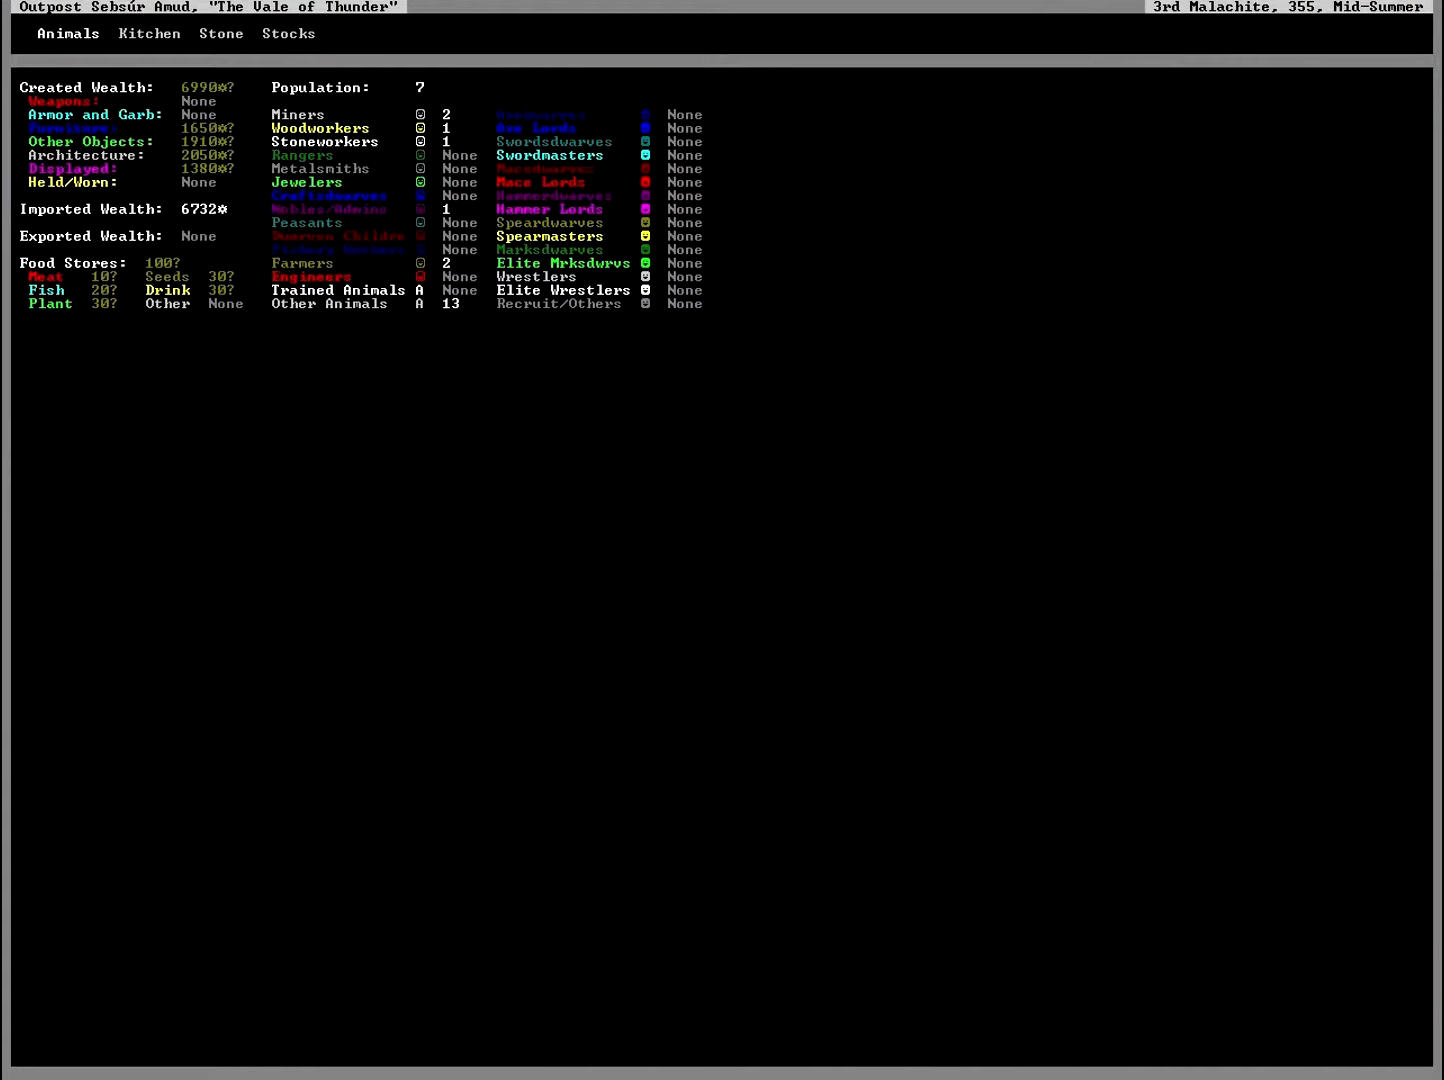 Outpost Sebsúr Amud, "The Vale of Thunder" 3rd Malachite, 355, Mid-Summer
Animals Kitchen Stone Stocks
Created Wealth: 6990☼? Population: 7
Weapons: None
Armor and Garb: None Miners 2 None
Furniture: 1650☼? Woodworkers 1 Axe Lords None
Other Objects: 1910☼? Stoneworkers 1 Swordsdwarves None
Architecture: 2050☼? Rangers None Swordmasters None
Displayed: 1380☼? Metalsmiths None Macedwarves None
Held/Worn: None Jewelers None Mace Lords None
Craftsdwarves None Hammerdwarves None
Imported Wealth: 6732☼ Nobles/Admins 1 Hammer Lords None
Peasants None Speardwarves None
Exported Wealth: None Dwarven Children None Spearmasters None
None Marksdwarves None
Food Stores: 100? Farmers 2 Elite Mrksdwrvs None
Meat 10? Seeds 30? Engineers None Wrestlers None
Fish 20? Drink 30? Trained Animals A None Elite Wrestlers None
Plant 30? Other None Other Animals A 13 Recruit/Others None